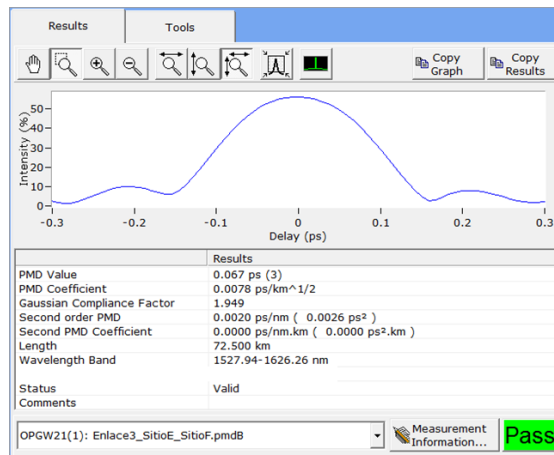 Results Tools
Copy Graph Copy Results
Intensity (%)
50
40
30
20
10
0
-0.3 -0.2 -0.1 0 0.1 0.2 0.3
Delay (ps)
Results
PMD Value 0.067 ps (3)
PMD Coefficient 0.0078 ps/km^1/2
Gaussian Compliance Factor 1.949
Second order PMD 0.0020 ps/nm ( 0.0026 ps²)
Second PMD Coefficient 0.0000 ps/nm.km ( 0.0000 ps².km)
Length 72.500 km
Wavelength Band 1527.94-1626.26 nm
Status Valid
Comments
OPGW21(1): Enlace3_SitioE_SitioF.pmdB Measurement Information... Pass